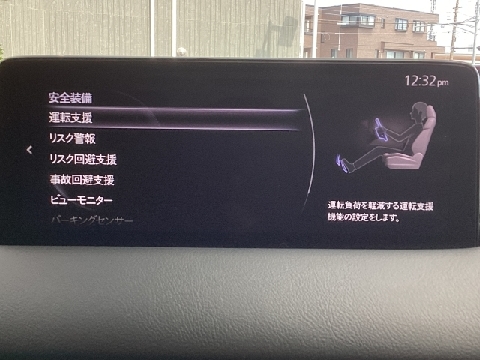 12:32pm
安全装備
運転支援
リスク警報
リスク回避支援
事故回避支援
ビューモニター
パーキングセンサー
運転負荷を軽減する運転支援
機能の設定をします。